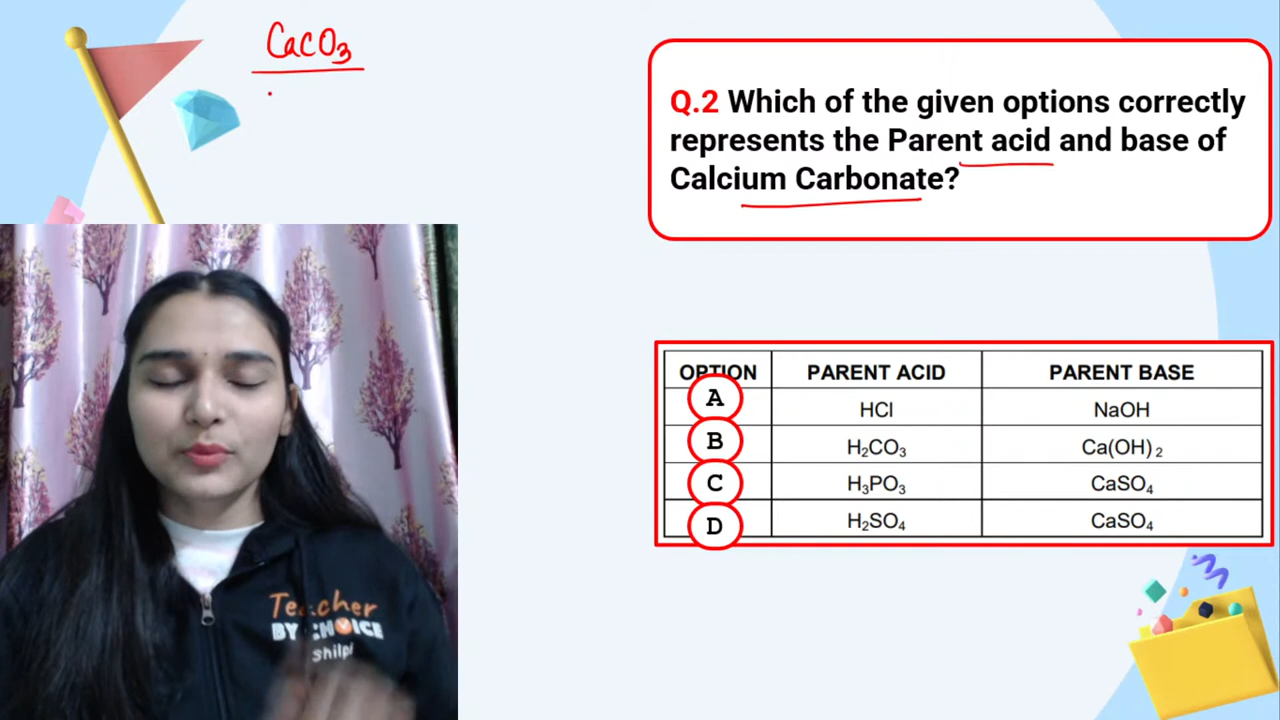 CaCO₃
Q.2 Which of the given options correctly
represents the Parent acid and base of
Calcium Carbonate?
OPTION PARENT ACID PARENT BASE
A HCl NaOH
B H₂CO₃ Ca(OH)₂
C H₃PO₃ CaSO₄
D H₂SO₄ CaSO₄
Teacher
BY CHOICE
Shilpi